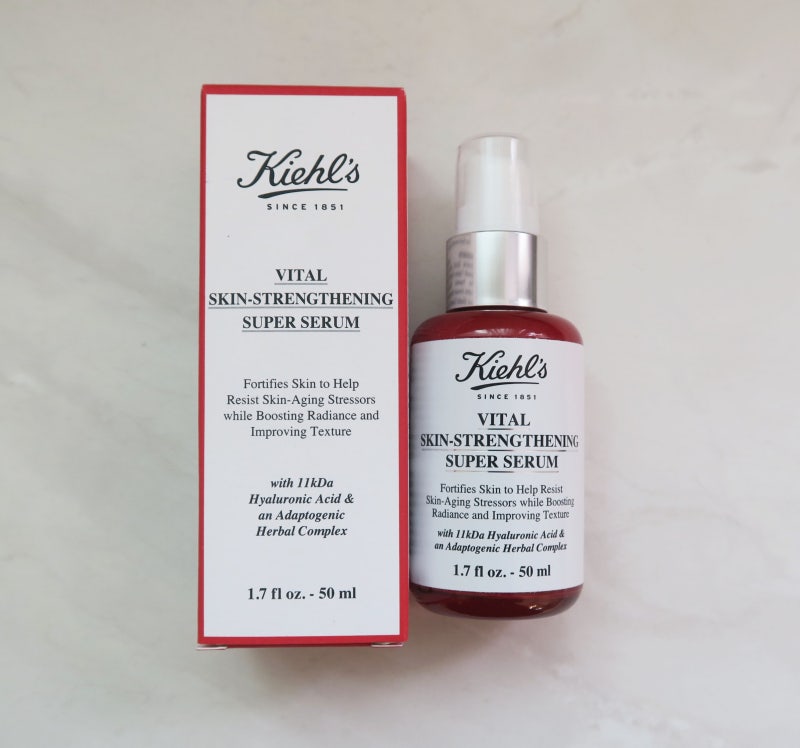 Kiehl's
SINCE 1851
VITAL
SKIN-STRENGTHENING
SUPER SERUM
Fortifies Skin to Help
Resist Skin-Aging Stressors
while Boosting Radiance and
Improving Texture
with 11kDa
Hyaluronic Acid &
an Adaptogenic
Herbal Complex
1.7 fl oz. - 50 ml
Kiehl's
SINCE 1851
VITAL
SKIN-STRENGTHENING
SUPER SERUM
Fortifies Skin to Help Resist
Skin-Aging Stressors while Boosting
Radiance and Improving Texture
with 11kDa Hyaluronic Acid &
an Adaptogenic Herbal Complex
1.7 fl oz. - 50 ml